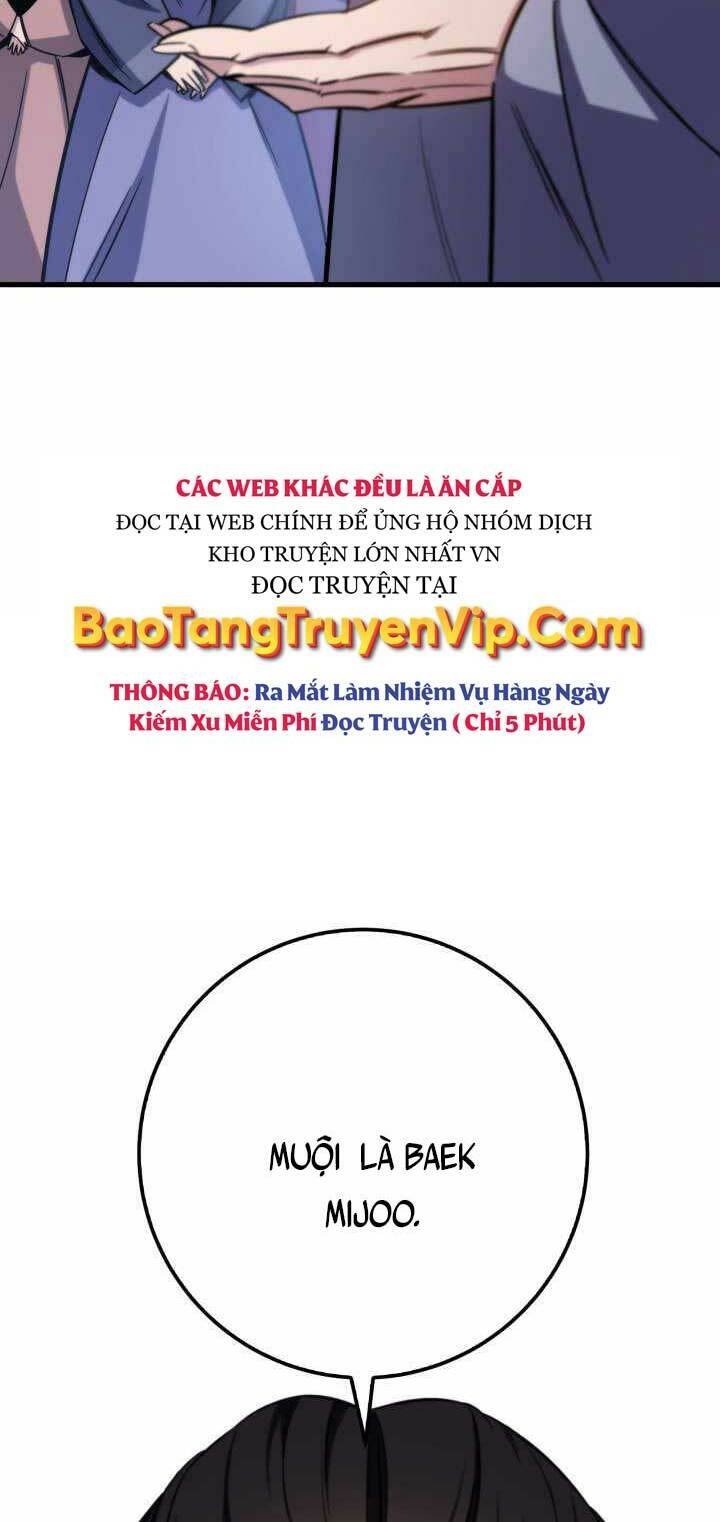 CÁC WEB KHÁC ĐỀU LÀ ĂN CẮP
ĐỌC TẠI WEB CHÍNH ĐỂ ỦNG HỘ NHÓM DỊCH
KHO TRUYỆN LỚN NHẤT VN
ĐỌC TRUYỆN TẠI
BaoTangTruyenVip.Com
THÔNG BÁO: Ra Mắt Làm Nhiệm Vụ Hàng Ngày
Kiếm Xu Miễn Phí Đọc Truyện ( Chỉ 5 Phút)
MUỘI LÀ BAEK
MIJOO.